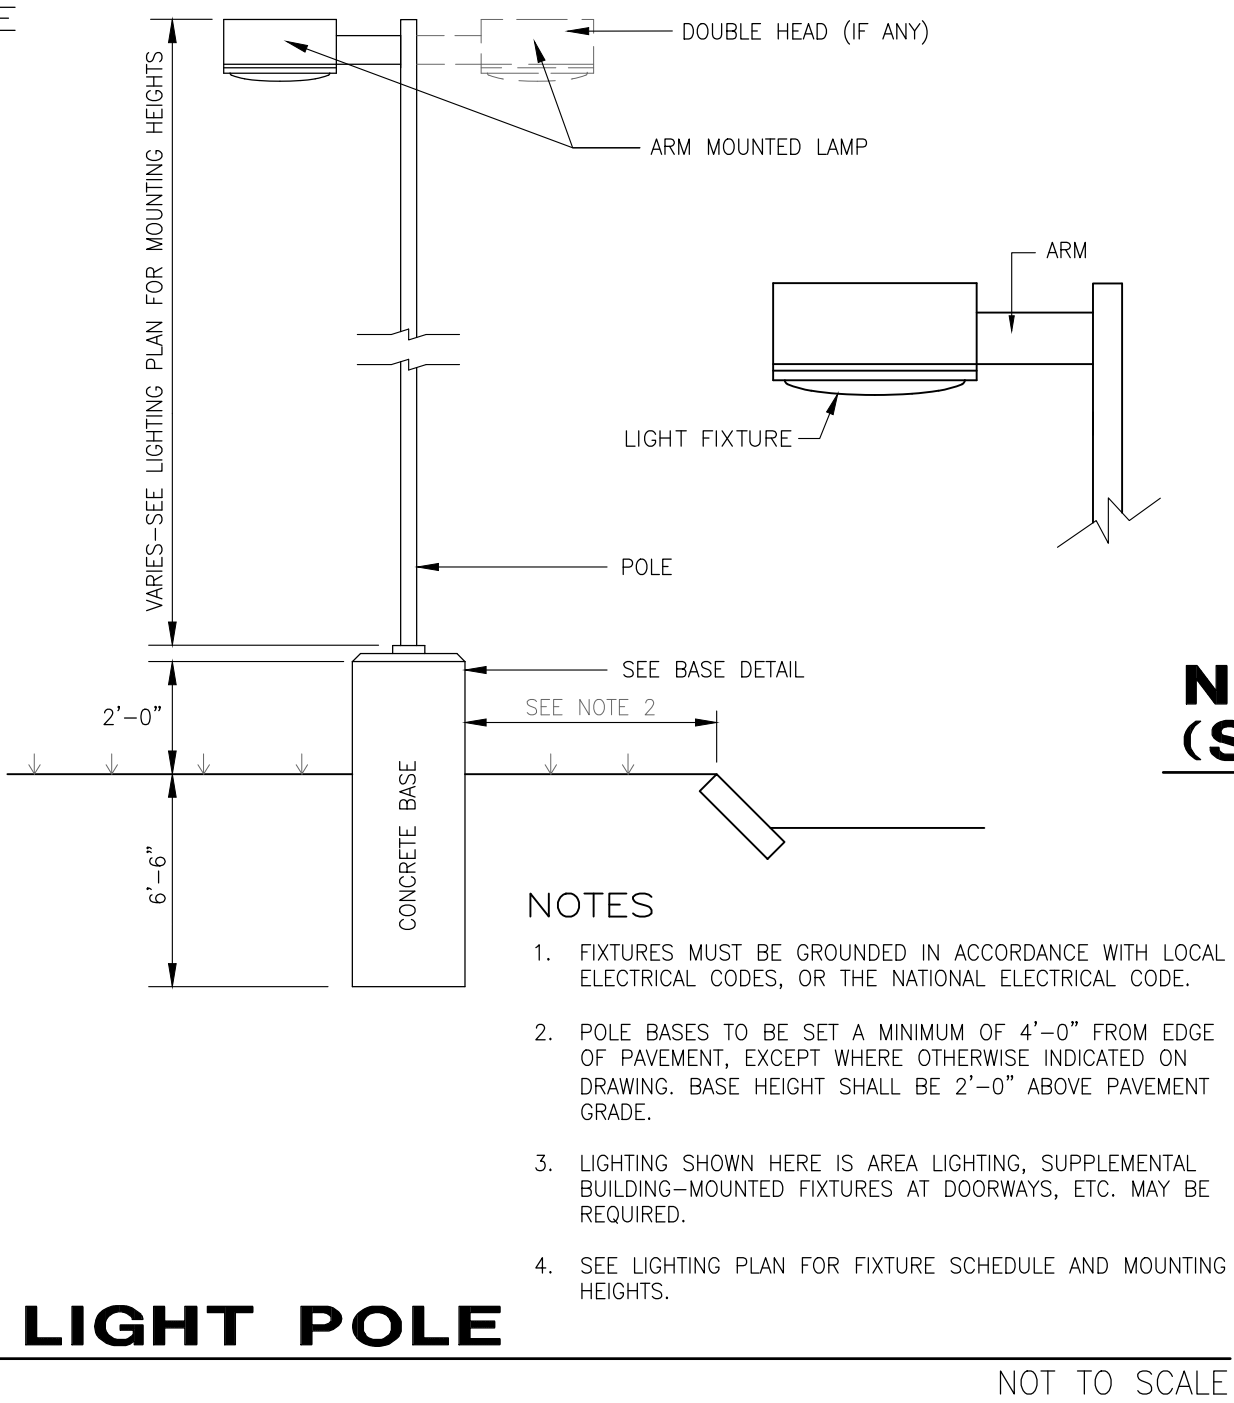 DOUBLE HEAD (IF ANY)
ARM MOUNTED LAMP
VARIES-SEE LIGHTING PLAN FOR MOUNTING HEIGHTS
ARM
LIGHT FIXTURE
POLE
SEE BASE DETAIL
SEE NOTE 2
2'-0"
CONCRETE BASE
6'-6"
NOTES
1. FIXTURES MUST BE GROUNDED IN ACCORDANCE WITH LOCAL
ELECTRICAL CODES, OR THE NATIONAL ELECTRICAL CODE.
2. POLE BASES TO BE SET A MINIMUM OF 4'-0" FROM EDGE
OF PAVEMENT, EXCEPT WHERE OTHERWISE INDICATED ON
DRAWING. BASE HEIGHT SHALL BE 2'-0" ABOVE PAVEMENT
GRADE.
3. LIGHTING SHOWN HERE IS AREA LIGHTING, SUPPLEMENTAL
BUILDING-MOUNTED FIXTURES AT DOORWAYS, ETC. MAY BE
REQUIRED.
4. SEE LIGHTING PLAN FOR FIXTURE SCHEDULE AND MOUNTING
HEIGHTS.
LIGHT POLE
NOT TO SCALE